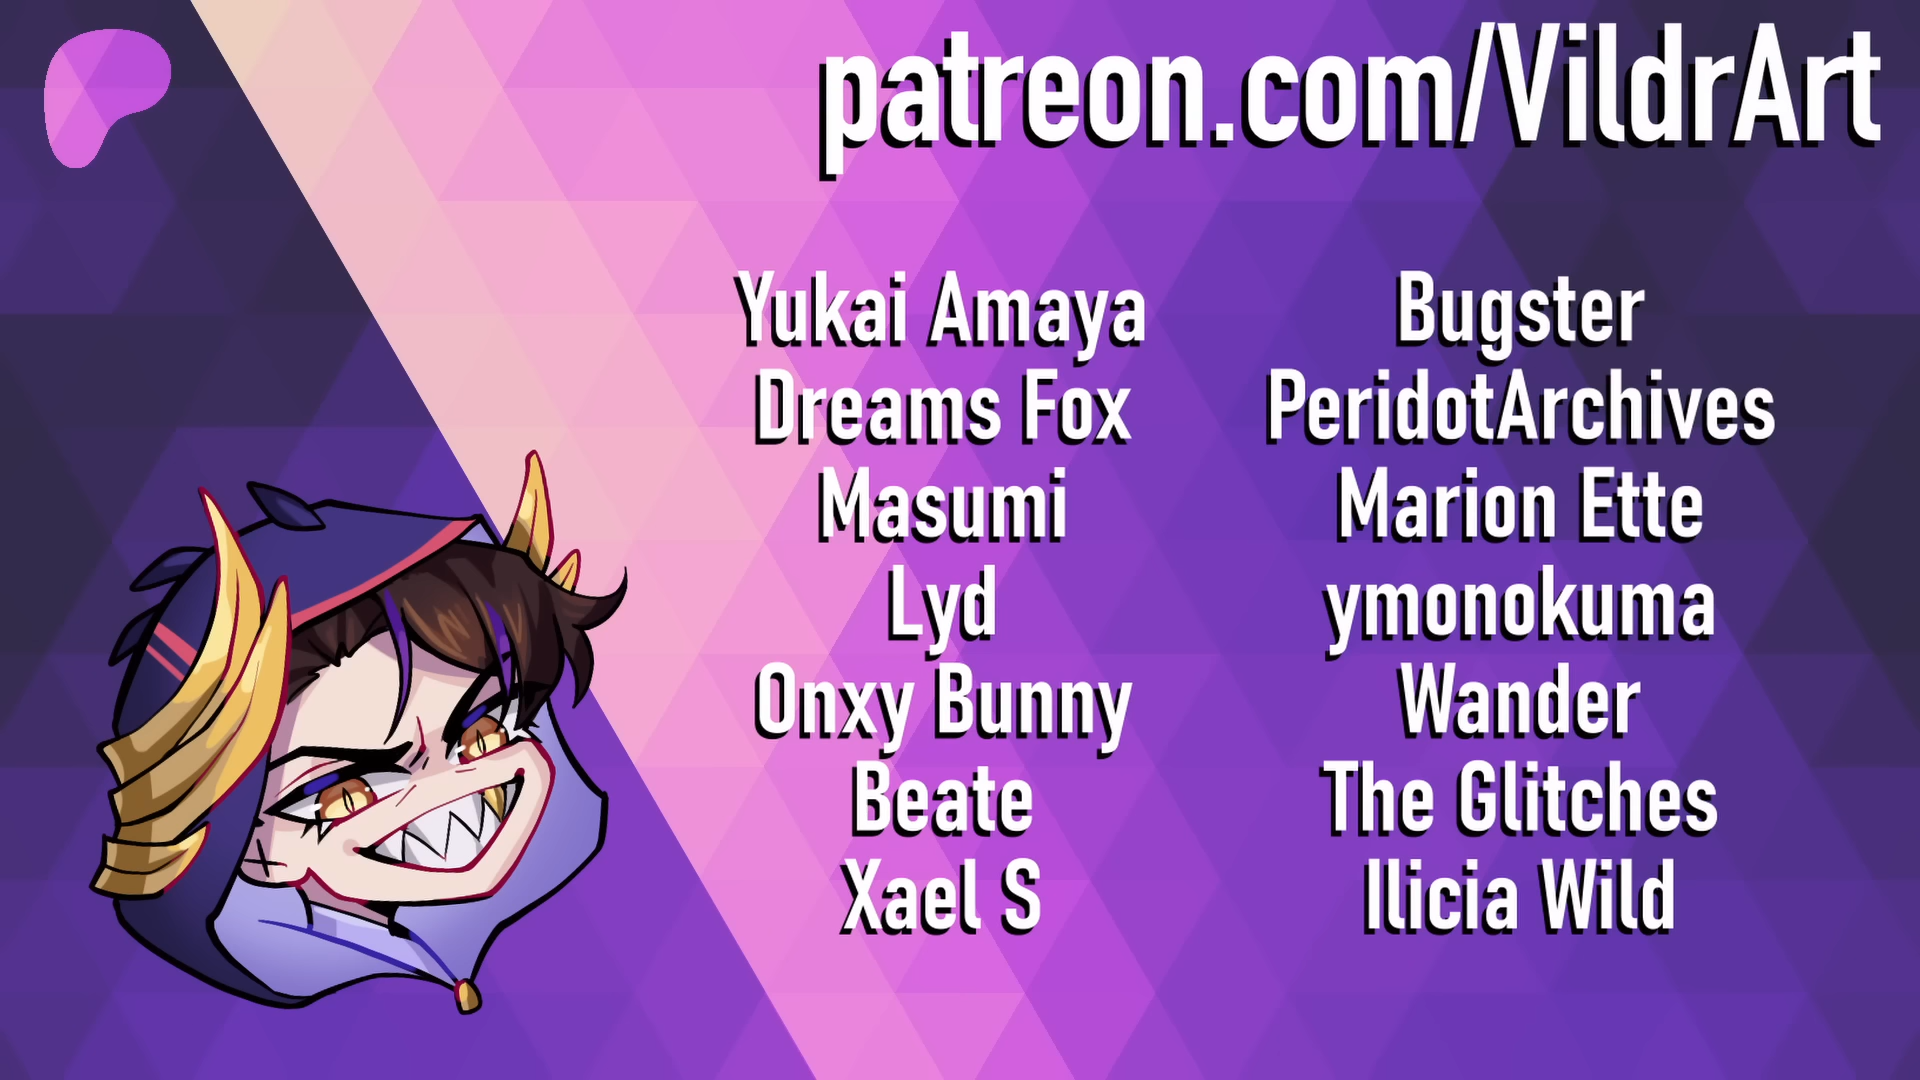 patreon.com/VildrArt
Yukai Amaya
Dreams Fox
Masumi
Lyd
Onxy Bunny
Beate
Xael S
Bugster
PeridotArchives
Marion Ette
ymonokuma
Wander
The Glitches
Ilicia Wild